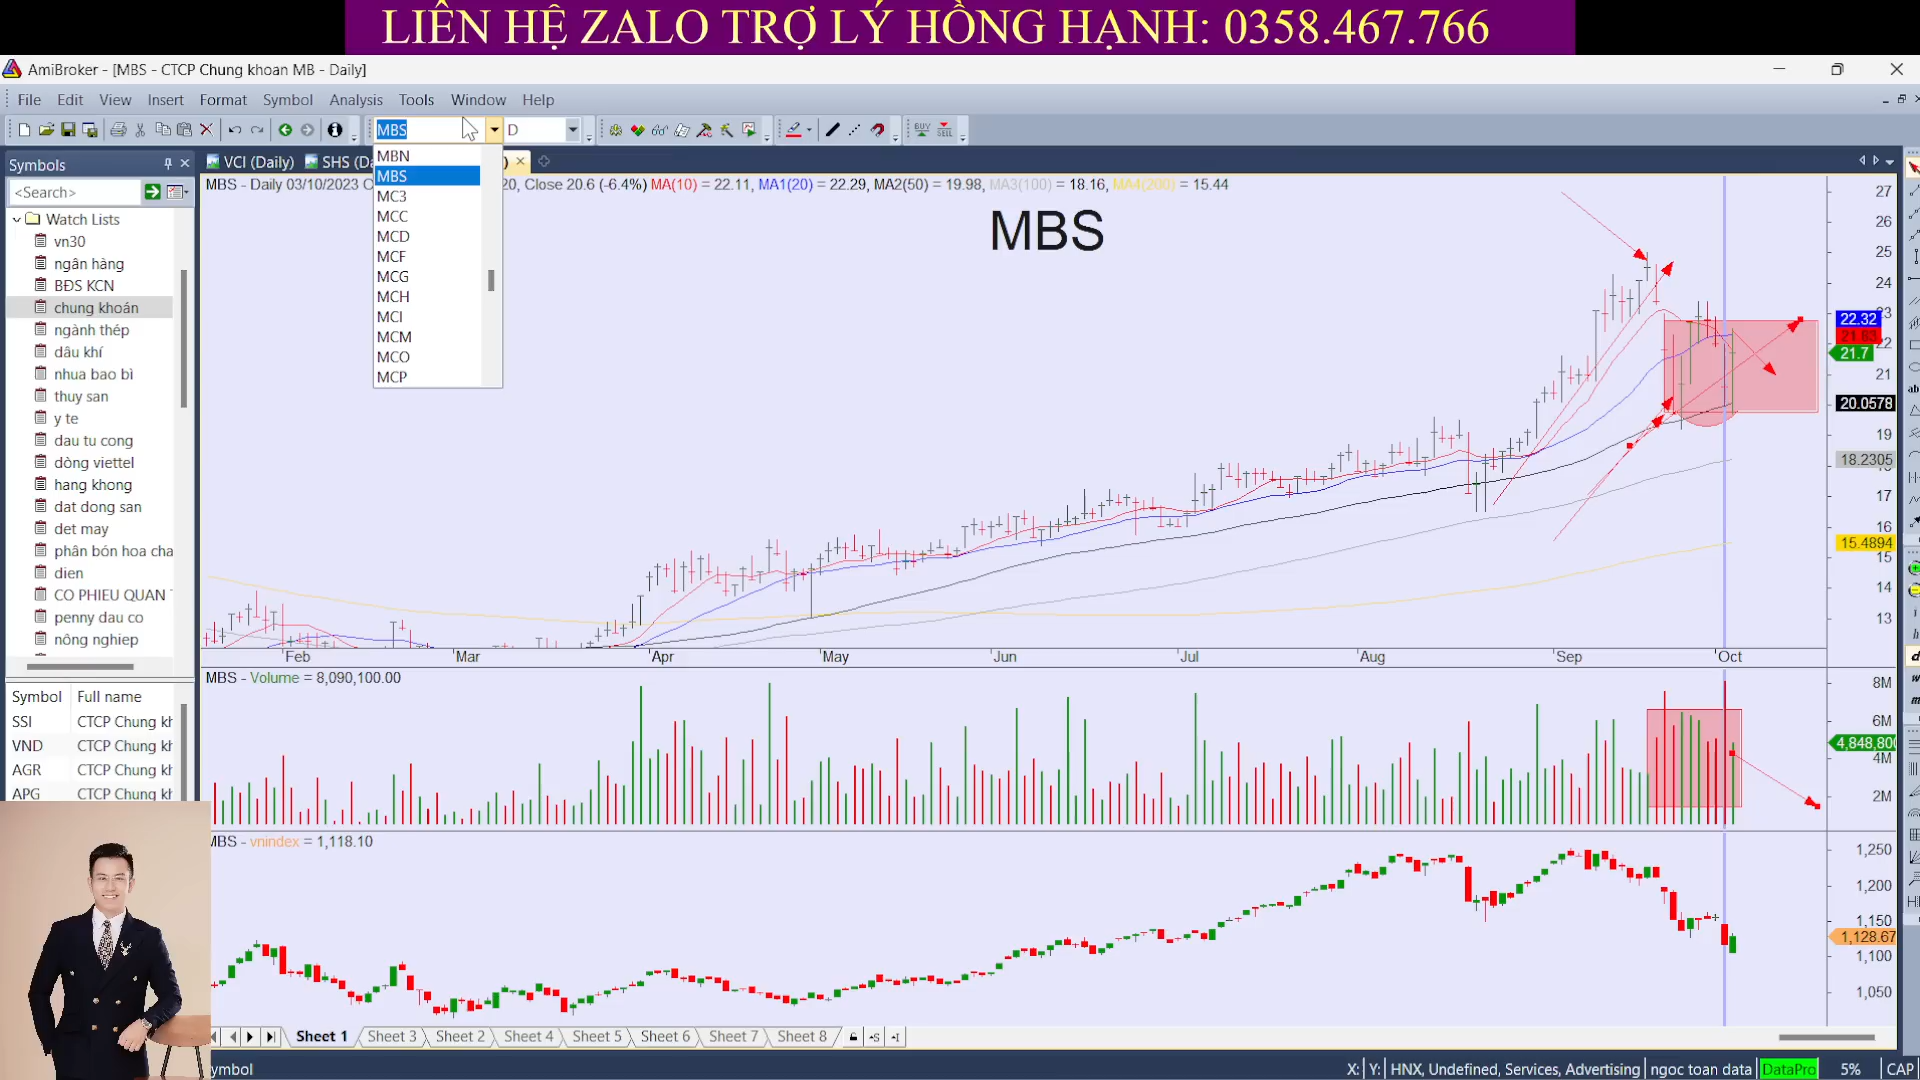 LIÊN HỆ ZALO TRỢ LÝ HỒNG HẠNH: 0358.467.766
AmiBroker - [MBS - CTCP Chung khoan MB - Daily]
File Edit View Insert Format Symbol Analysis Tools Window Help
MBS D
BUY SELL
Symbols
VCI (Daily) SHS (Da )
<Search>
MBS - Daily 03/10/2023 20, Close 20.6 (-6.4%) MA(10) = 22.11, MA1(20) = 22.29, MA2(50) = 19.98, MA3(100) = 18.16, MA4(200) = 15.44
MBS
MBN
MBS
MC3
MCC
MCD
MCF
MCG
MCH
MCI
MCM
MCO
MCP
Watch Lists
vn30
ngân hàng
BĐS KCN
chung khoán
ngành thép
dâu khí
nhua bao bì
thuy san
y te
dau tu cong
dòng viettel
hang khong
dat dong san
det may
phân bón hoa cha
dien
CO PHIEU QUAN
penny dau co
nông nghiep
27
26
25
24
23
22.32
21.83
22
21.7
21
20.0578
19
18.2305
17
16
15.4894
15
14
13
Feb Mar Apr May Jun Jul Aug Sep Oct
MBS - Volume = 8,090,100.00
8M
6M
4,848,800
4M
2M
Symbol Full name
SSI CTCP Chung kh
VND CTCP Chung kh
AGR CTCP Chung kh
APG CTCP Chung kh
MBS - vnindex = 1,118.10
1,250
1,200
1,150
1,128.67
1,100
1,050
Sheet 1 Sheet 3 Sheet 2 Sheet 4 Sheet 5 Sheet 6 Sheet 7 Sheet 8
ymbol X: Y: HNX, Undefined, Services, Advertising ngoc toan data DataPro 5% CAP